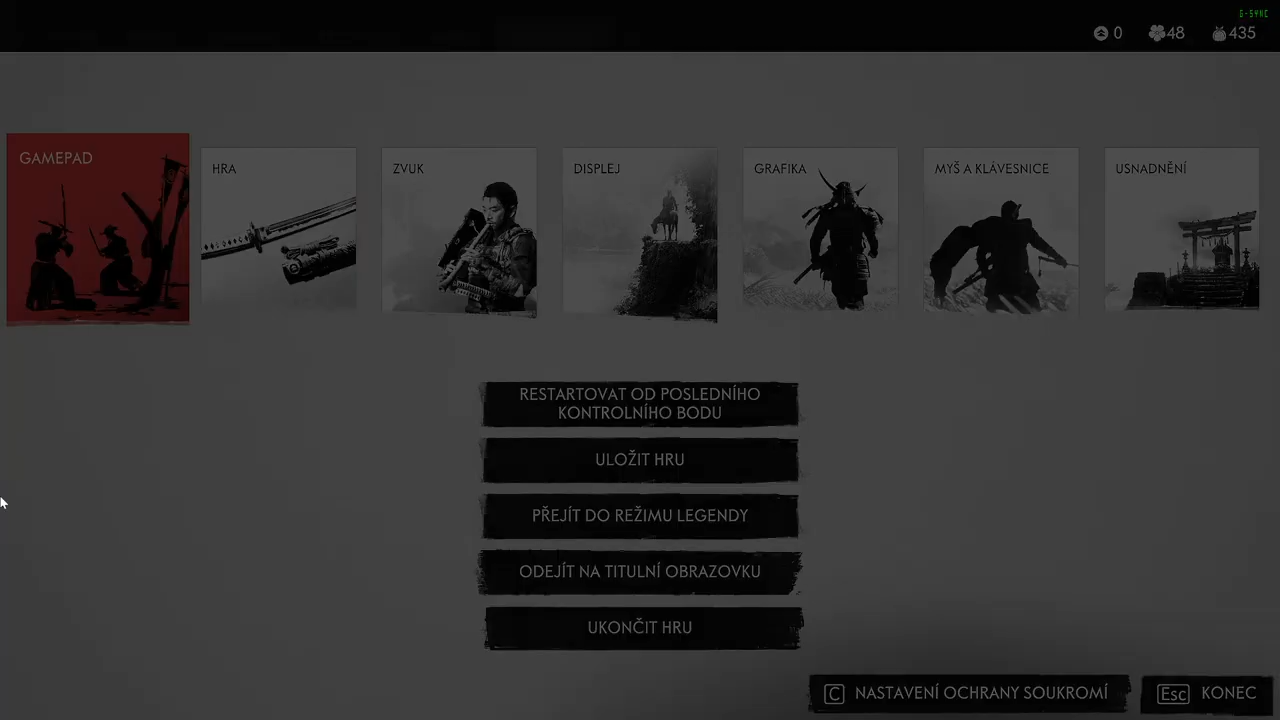 G-SYNC
0 48 435
GAMEPAD
HRA
ZVUK
DISPLEJ
GRAFIKA
MYŠ A KLÁVESNICE
USNADNĚNÍ
RESTARTOVAT OD POSLEDNÍHO
KONTROLNÍHO BODU
ULOŽIT HRU
PŘEJÍT DO REŽIMU LEGENDY
ODEJÍT NA TITULNÍ OBRAZOVKU
UKONČIT HRU
C NASTAVENÍ OCHRANY SOUKROMÍ
Esc KONEC